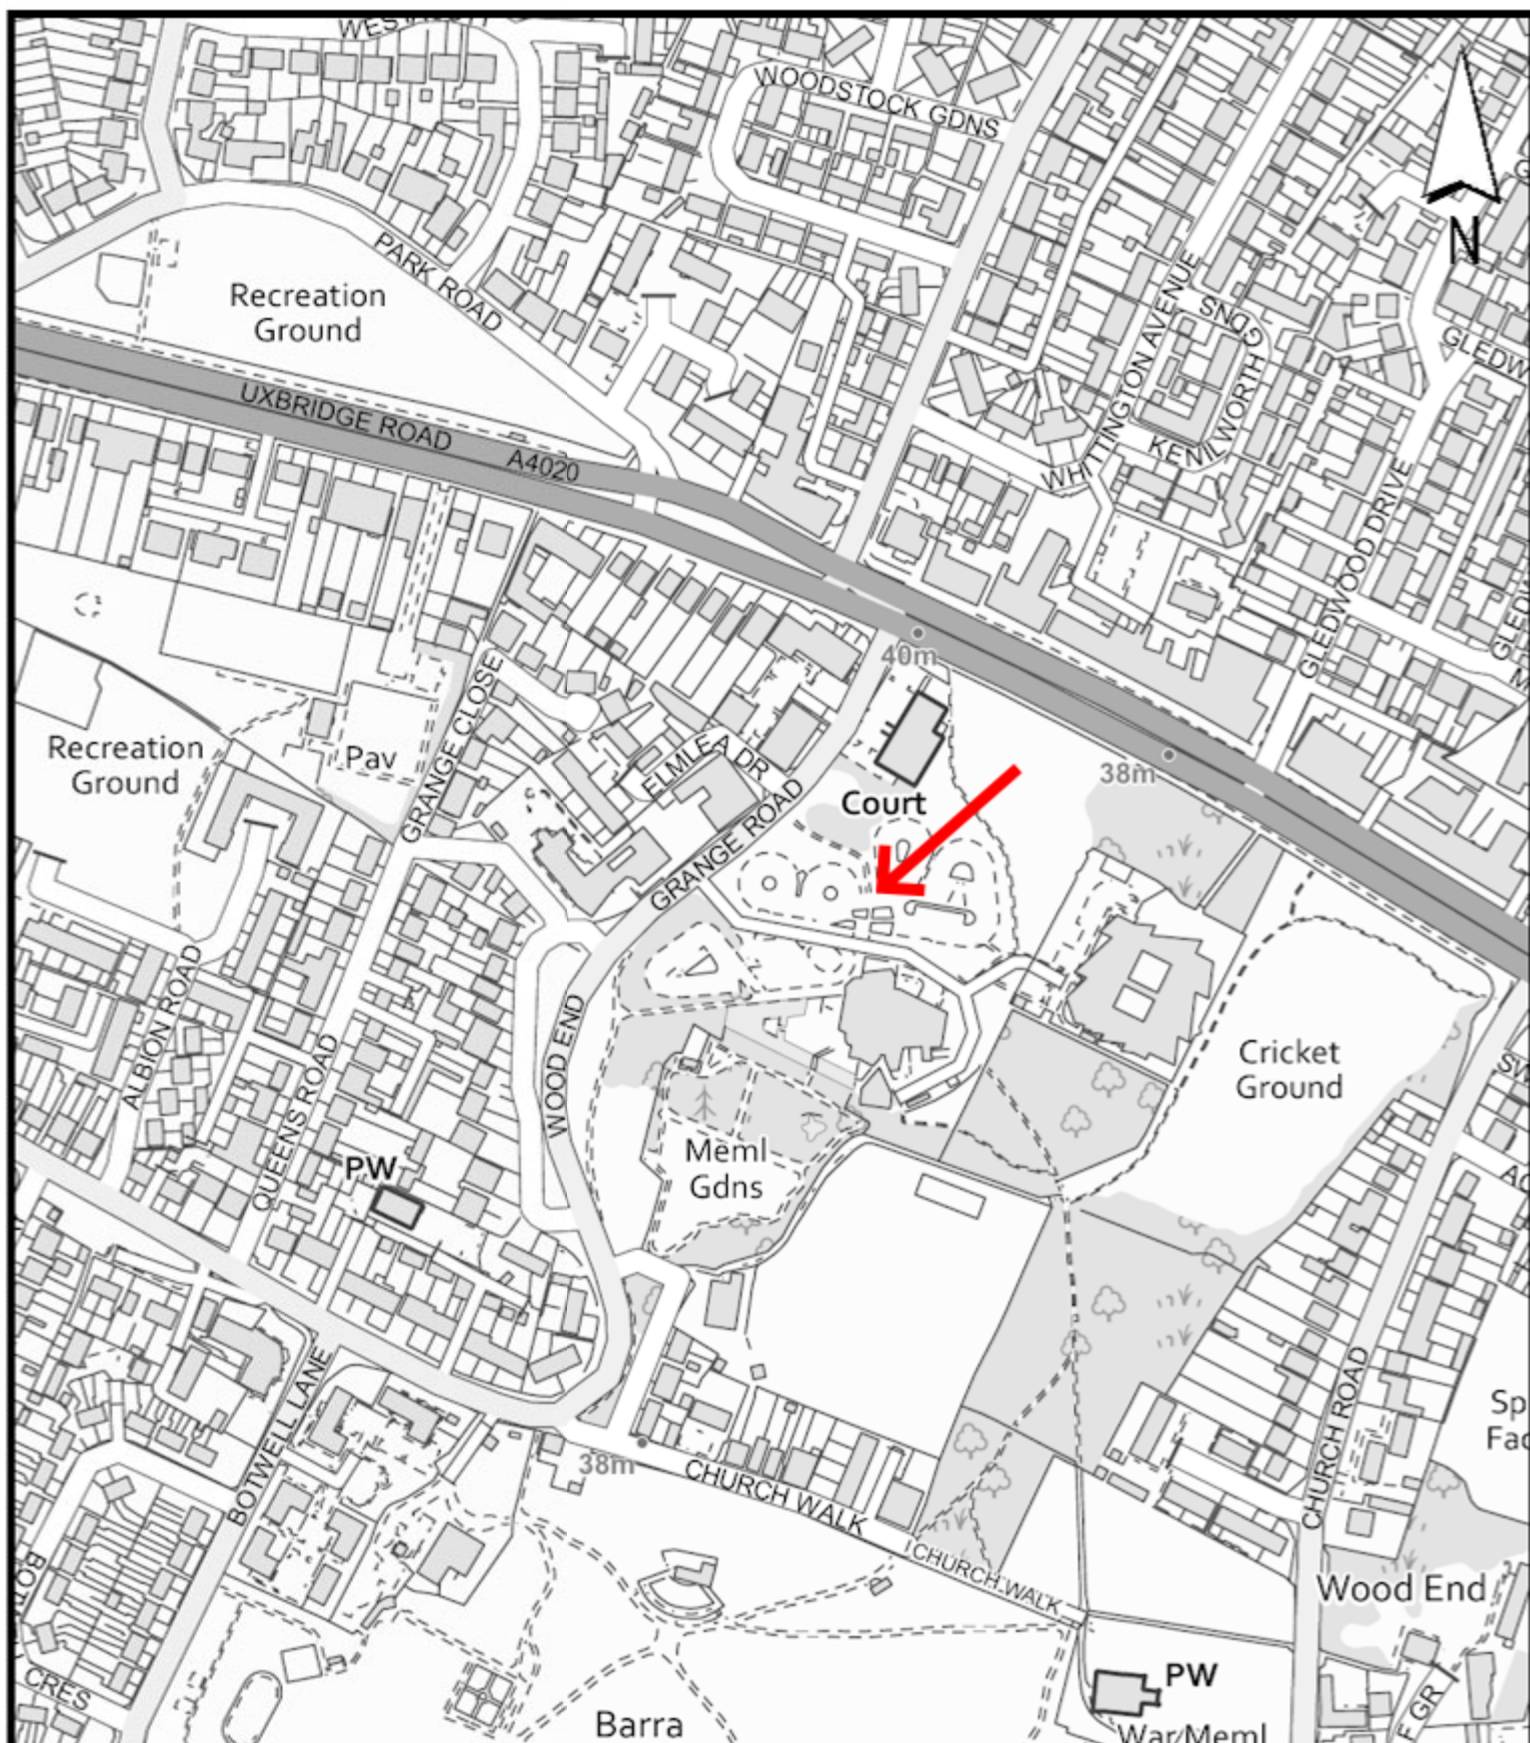 WOODSTOCK GDNS
N
PARK ROAD
Recreation
Ground
WHITTINGTON AVENUE
KENILWORTH GDNS
UXBRIDGE ROAD
A4020
GLEDWOOD DRIVE
40m
38m
Recreation
Ground
Pav
GRANGE CLOSE
ELMLEA DR
GRANGE ROAD
Court
ALBION ROAD
QUEENS ROAD
WOOD END
Cricket
Ground
PW
Meml
Gdns
BOTWELL LANE
CHURCH ROAD
38m
CHURCH WALK
CHURCH WALK
Wood End
CRES
Barra
PW
War Meml